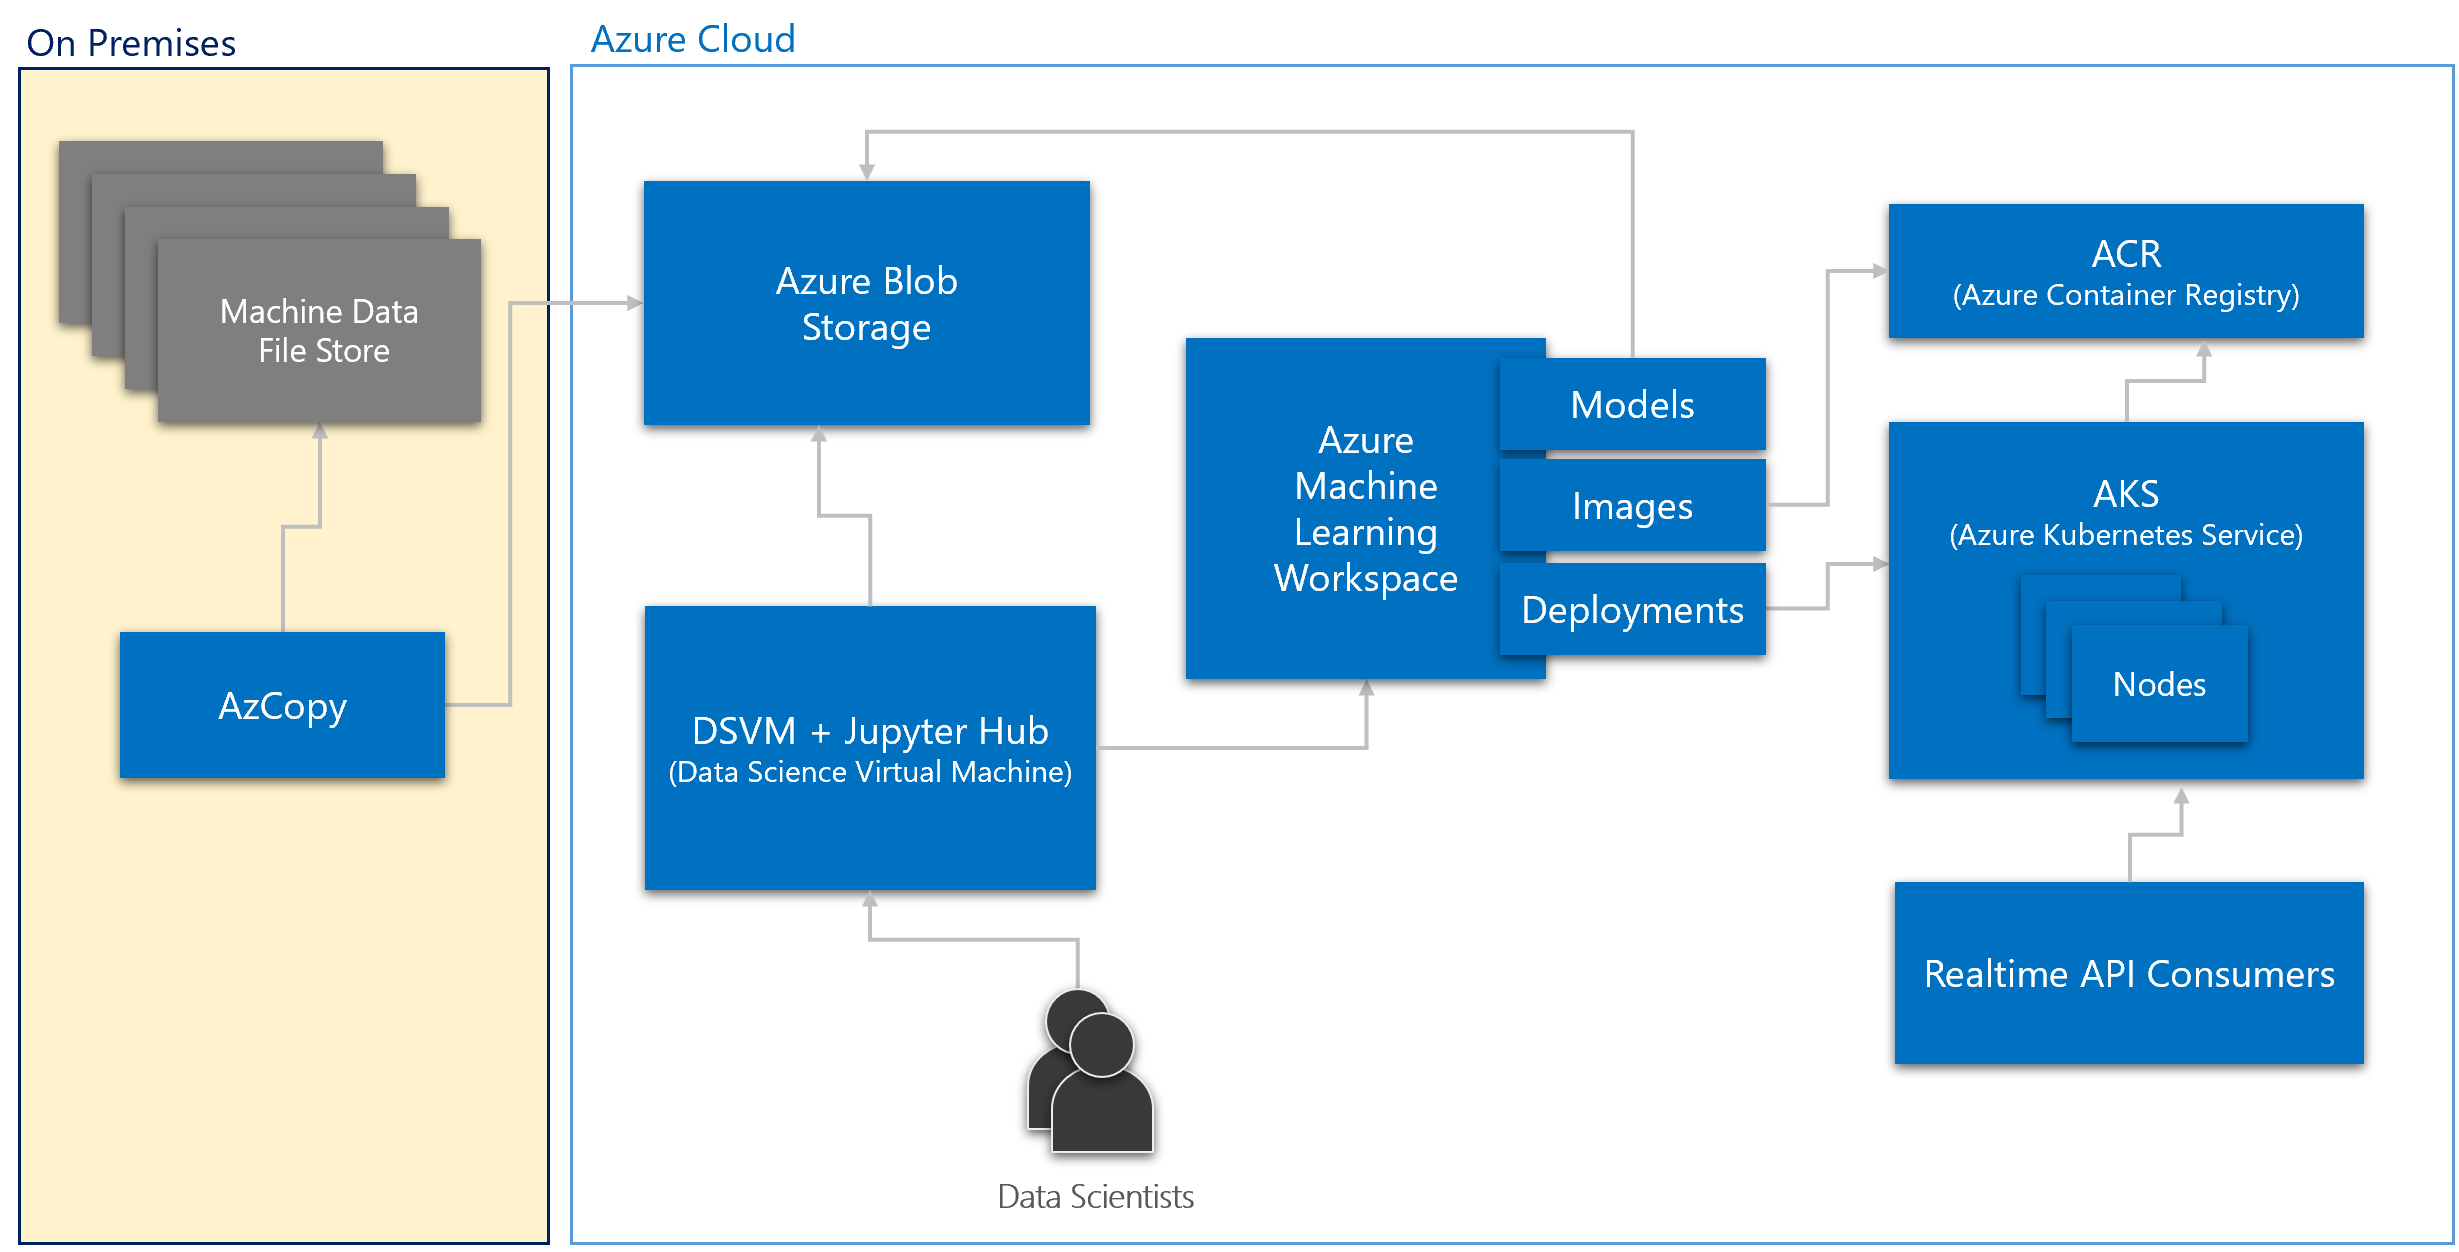 On Premises
Azure Cloud
Machine Data
File Store
AzCopy
Azure Blob
Storage
DSVM + Jupyter Hub
(Data Science Virtual Machine)
Data Scientists
Azure
Machine
Learning
Workspace
Models
Images
Deployments
ACR
(Azure Container Registry)
AKS
(Azure Kubernetes Service)
Nodes
Realtime API Consumers